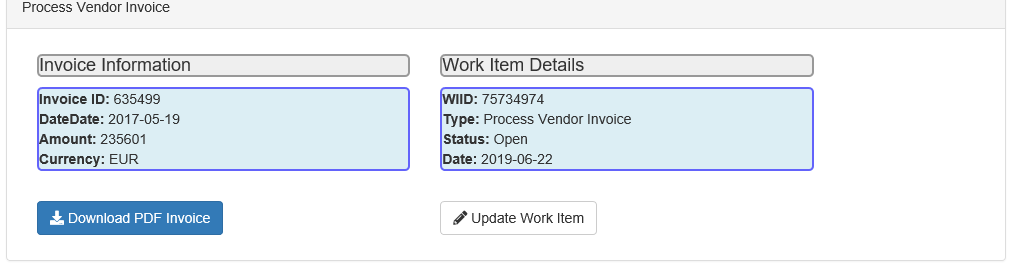 Process Vendor Invoice
Invoice Information
Invoice ID: 635499
DateDate: 2017-05-19
Amount: 235601
Currency: EUR
Download PDF Invoice
Work Item Details
WIID: 75734974
Type: Process Vendor Invoice
Status: Open
Date: 2019-06-22
Update Work Item